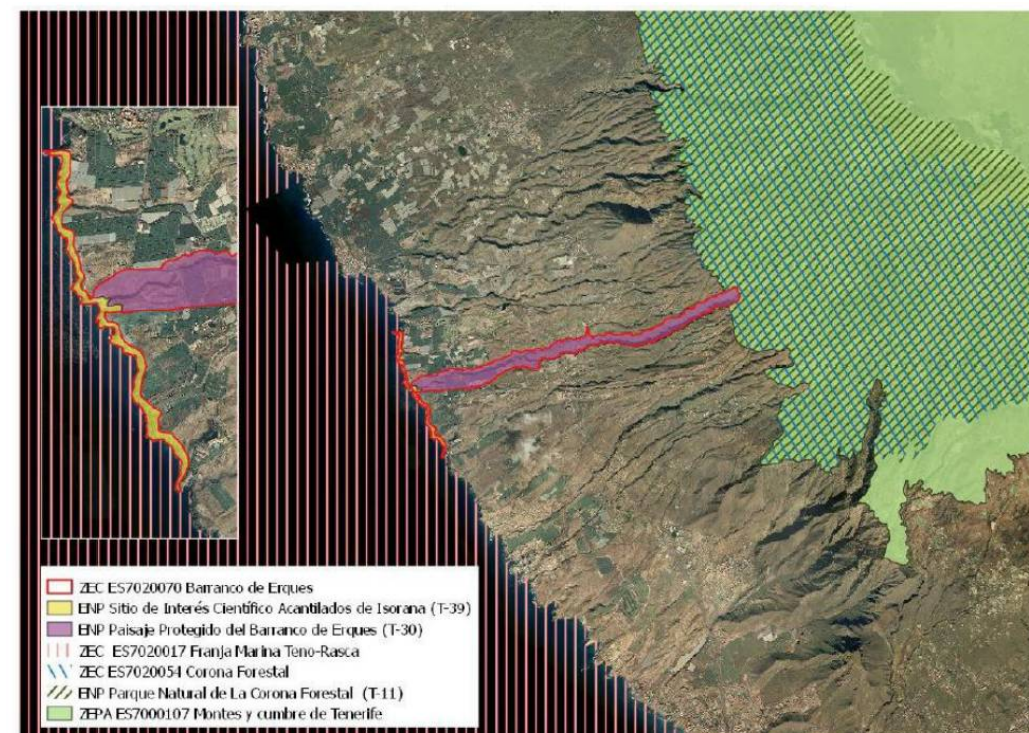 ZEC ES7020070 Barranco de Erques
ENP Sitio de Interés Científico Acantilados de Isorana (T-39)
ENP Paisaje Protegido del Barranco de Erques (T-30)
ZEC ES7020017 Franja Marina Teno-Rasca
ZEC ES7020054 Corona Forestal
ENP Parque Natural de La Corona Forestal (T-11)
ZEPA ES7000107 Montes y cumbre de Tenerife